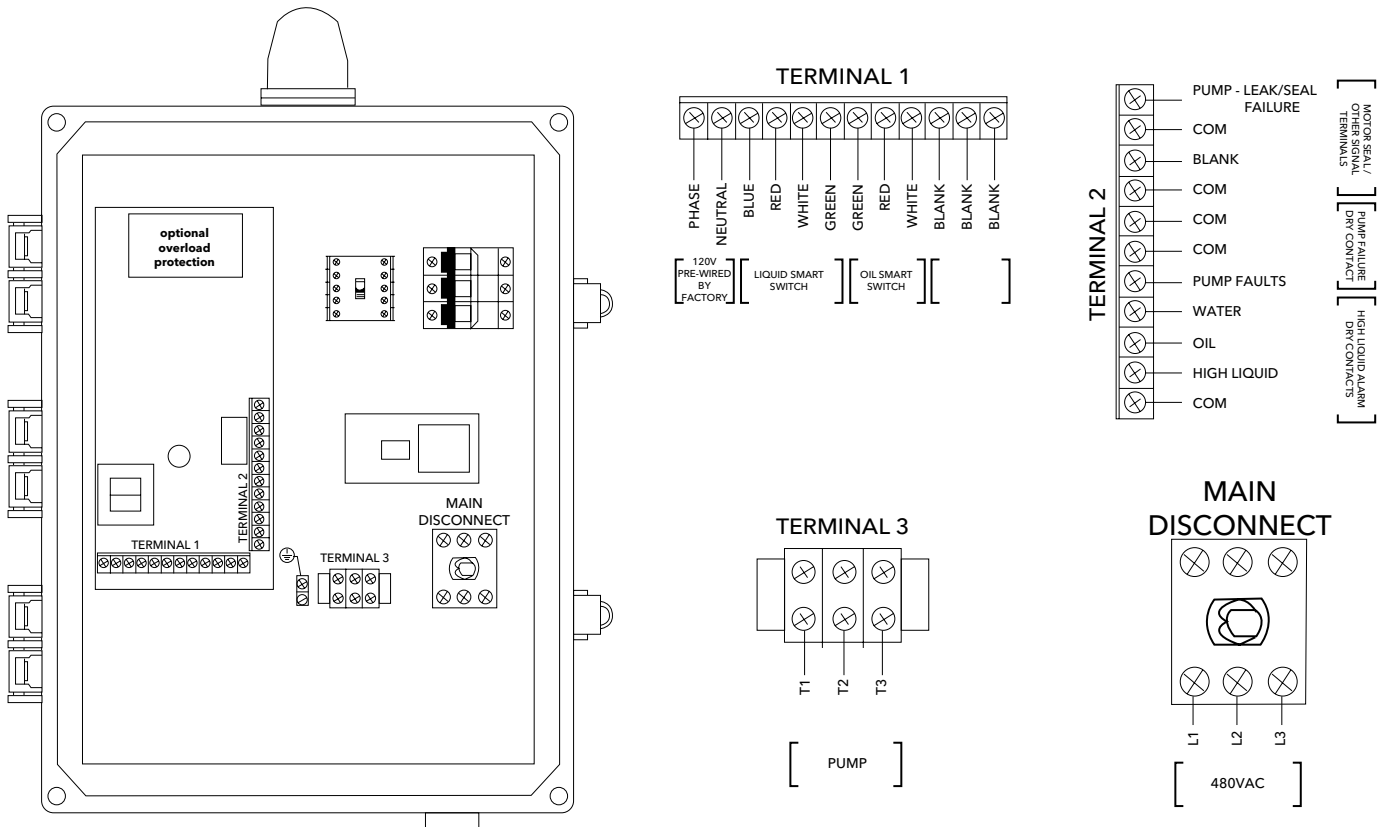 optional
overload
protection
TERMINAL 2
TERMINAL 1
TERMINAL 3
MAIN
DISCONNECT
TERMINAL 1
PHASE
NEUTRAL
BLUE
RED
WHITE
GREEN
GREEN
RED
WHITE
BLANK
BLANK
BLANK
120V
PRE-WIRED
BY
FACTORY
LIQUID SMART
SWITCH
OIL SMART
SWITCH
TERMINAL 2
PUMP - LEAK/SEAL
FAILURE
COM
BLANK
COM
COM
COM
PUMP FAULTS
WATER
OIL
HIGH LIQUID
COM
MOTOR SEAL /
OTHER SIGNAL
TERMINALS
PUMP FAILURE
DRY CONTACT
HIGH LIQUID ALARM
DRY CONTACTS
TERMINAL 3
T1
T2
T3
PUMP
MAIN
DISCONNECT
L1
L2
L3
480VAC